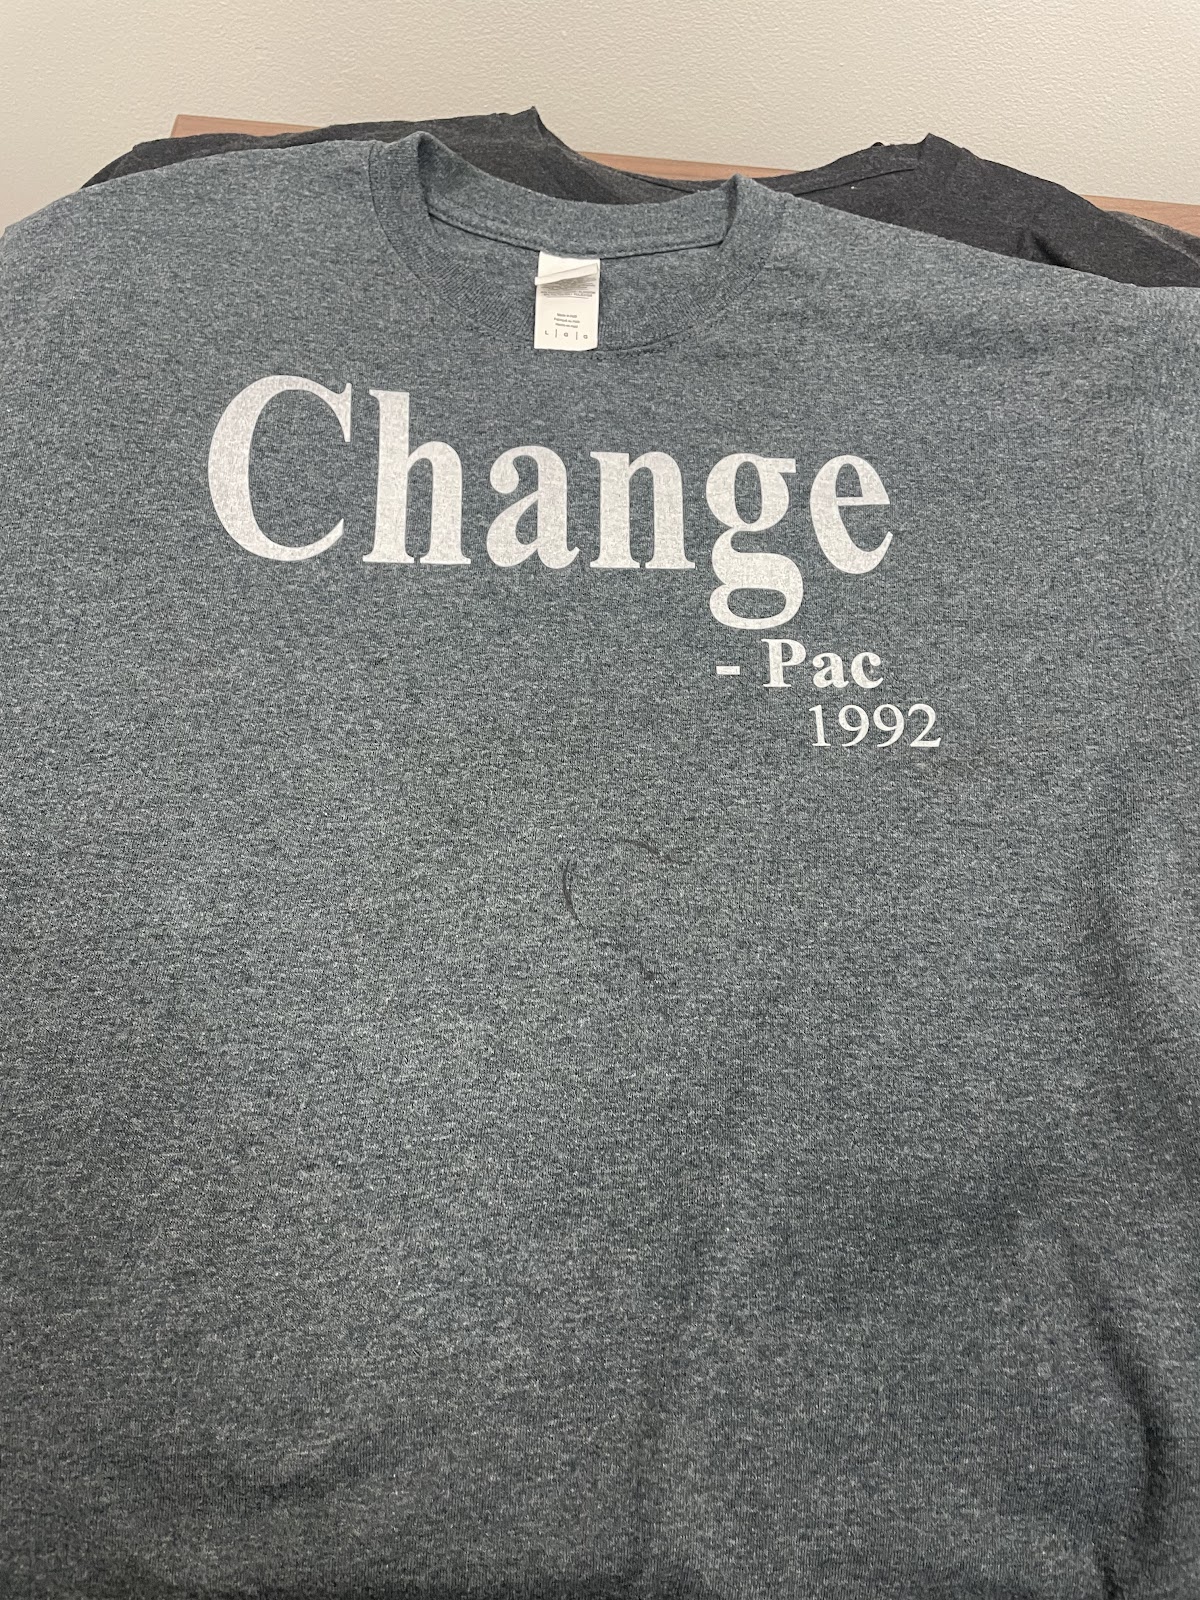 L | G | G
Change
- Pac
1992